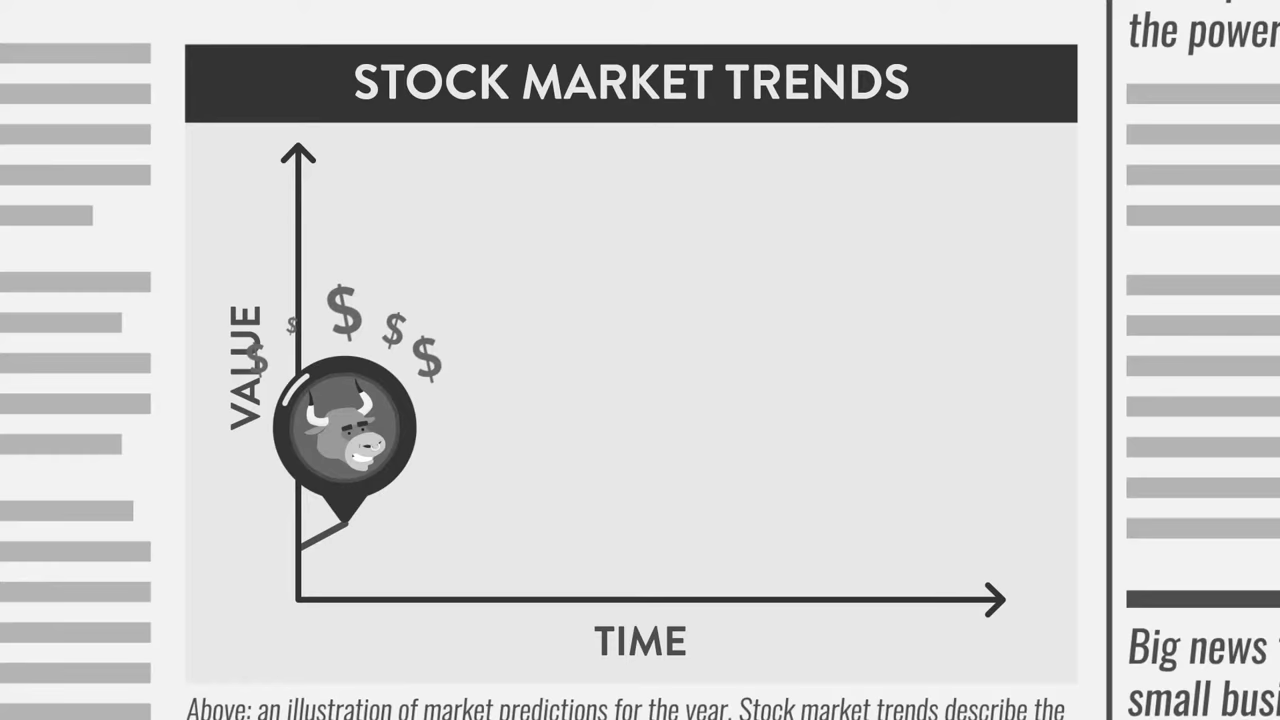 STOCK MARKET TRENDS
VALUE
$ $ $ $ $
TIME
Above: an illustration of market predictions for the year. Stock market trends describe the
the power
Big news
small busi